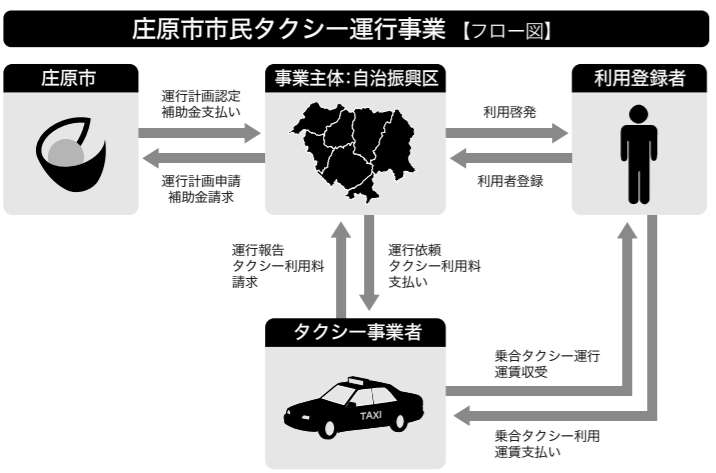 庄原市市民タクシー運行事業【フロー図】
庄原市
事業主体：自治振興区
利用登録者
運行計画認定
補助金支払い
運行計画申請
補助金請求
利用啓発
利用者登録
運行報告
タクシー利用料
請求
運行依頼
タクシー利用料
支払い
タクシー事業者
TAXI
乗合タクシー運行
運賃収受
乗合タクシー利用
運賃支払い